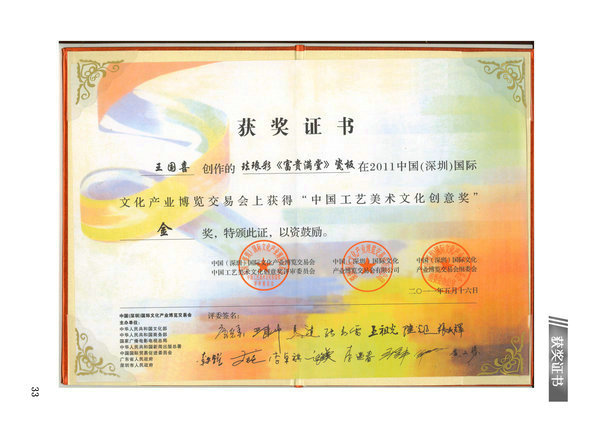 获奖证书
王国喜 创作的 珐琅彩《富贵满堂》瓷板 在2011中国(深圳)国际
文化产业博览交易会上获得“中国工艺美术文化创意奖”
金 奖，特颁此证，以资鼓励。
中国（深圳）国际文化产业博览交易会
中国工艺美术文化创意奖评审委员会
中国（深圳）国际文化
产业博览交易会有限公司
中国（深圳）国际文化
产业博览交易会组委会
二〇一一年五月十六日
中国(深圳)国际文化产业博览交易会
主办单位:
中华人民共和国文化部
中华人民共和国商务部
国家广播电影电视总局
中华人民共和国新闻出版总署
中国国际贸易促进委员会
广东省人民政府
深圳市人民政府
评委签名:
获奖证书
33